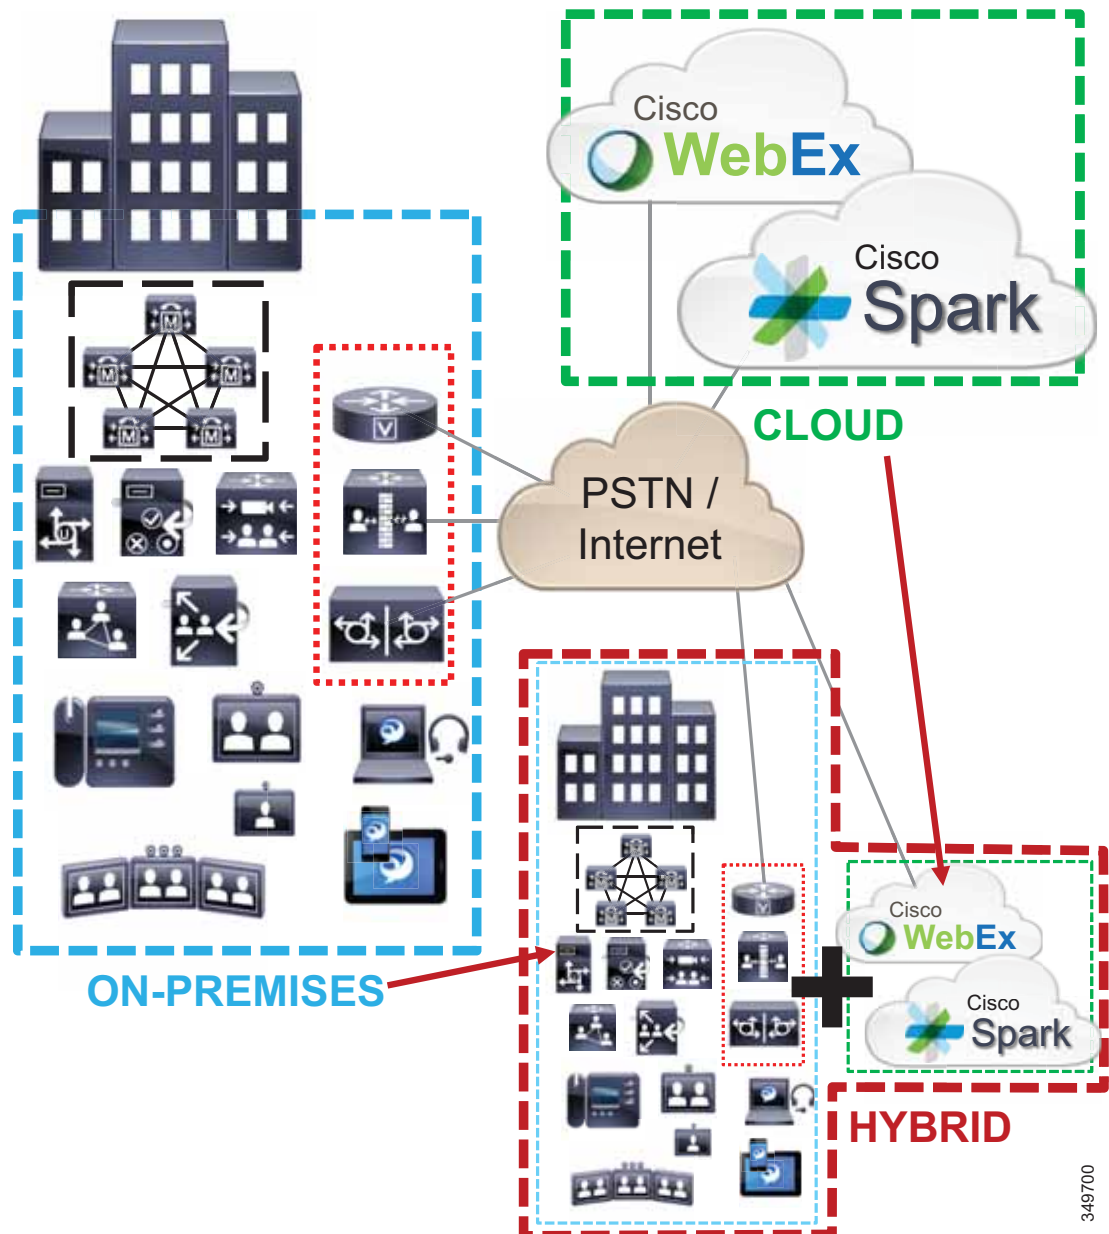 Cisco
WebEx
Cisco
Spark
CLOUD
PSTN /
Internet
M
M
M
M
M
V
U
ON-PREMISES
V
Cisco
WebEx
Cisco
Spark
HYBRID
349700